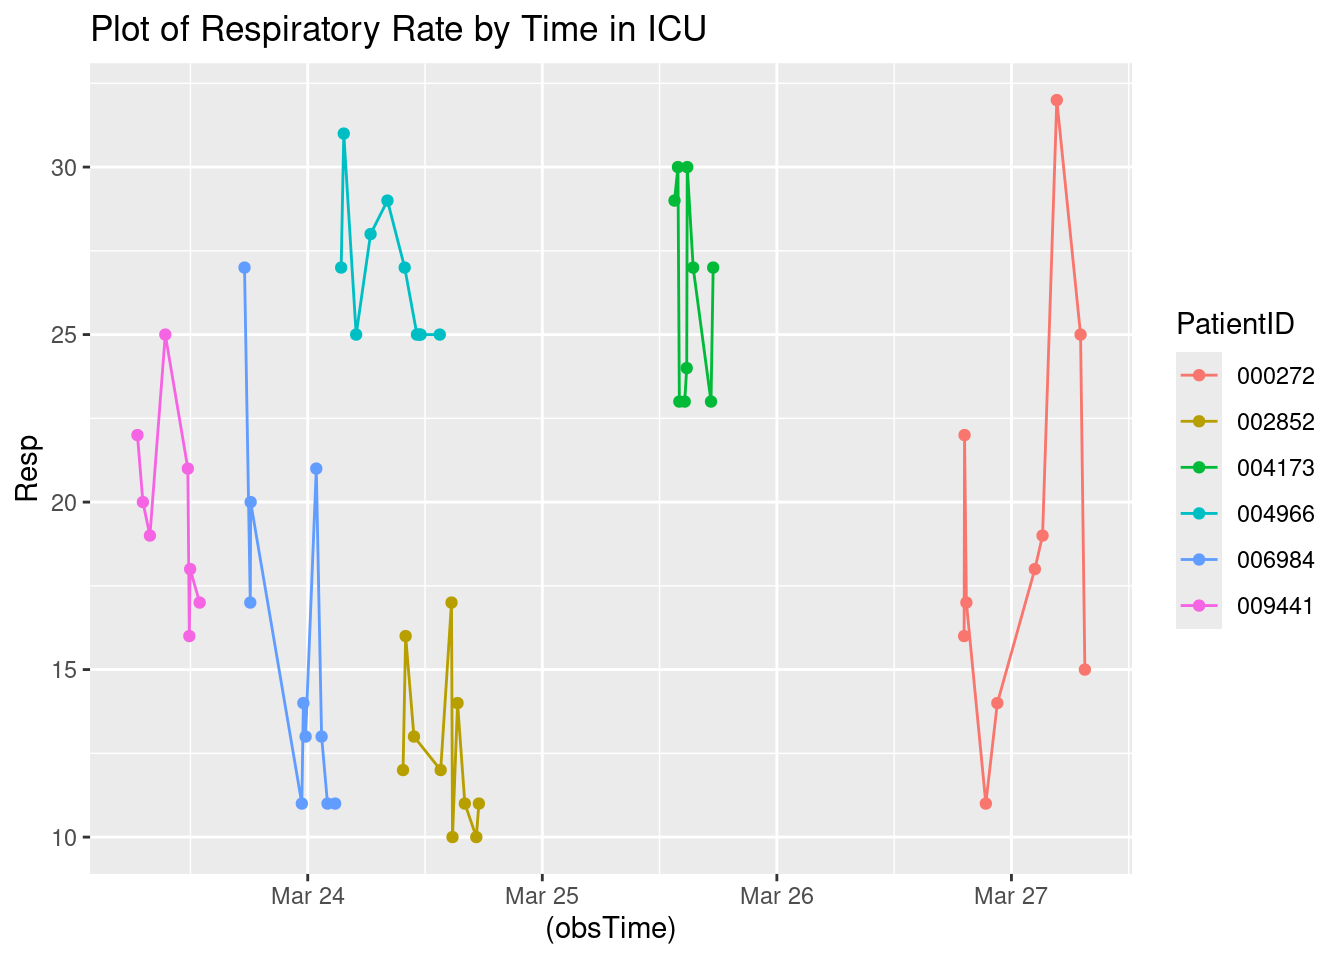 Plot of Respiratory Rate by Time in ICU
30
25
20
15
10
Resp
Mar 24
Mar 25
Mar 26
Mar 27
(obsTime)
PatientID
000272
002852
004173
004966
006984
009441